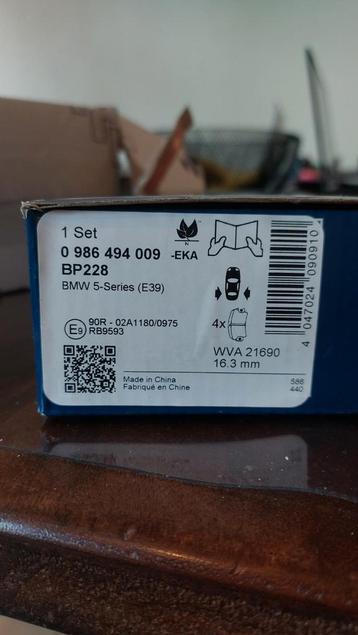 1 Set
0 986 494 009 -EKA
BP228
BMW 5-Series (E39)
N
E9 90R - 02A1180/0975
RB9593
4x
WVA 21690
16.3 mm
Made in China
Fabriqué en Chine
586
440
4 047024 090910